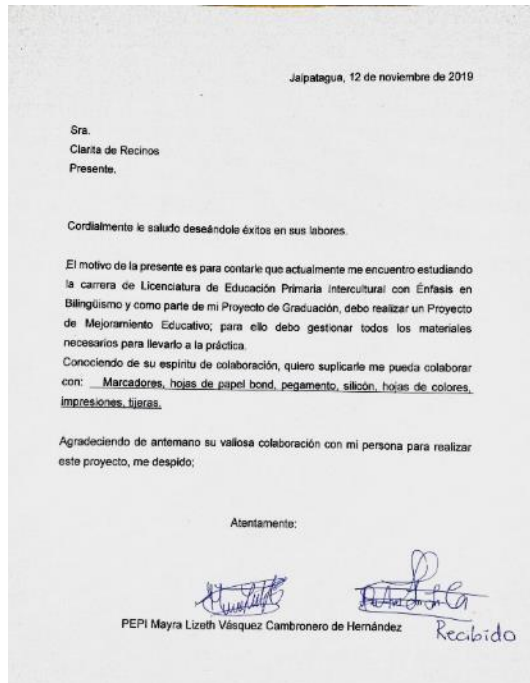 Jalpatagua, 12 de noviembre de 2019
Sra.
Clarita de Recinos
Presente.
Cordialmente le saludo deseándole éxitos en sus labores.
El motivo de la presente es para contarle que actualmente me encuentro estudiando
la carrera de Licenciatura de Educación Primaria Intercultural con Énfasis en
Bilingüismo y como parte de mi Proyecto de Graduación, debo realizar un Proyecto
de Mejoramiento Educativo; para ello debo gestionar todos los materiales
necesarios para llevarlo a la práctica.
Conociendo de su espíritu de colaboración, quiero suplicarle me pueda colaborar
con: Marcadores, hojas de papel bond, pegamento, silicón, hojas de colores,
impresiones, tijeras.
Agradeciendo de antemano su valiosa colaboración con mi persona para realizar
este proyecto, me despido;
Atentamente:
PEPI Mayra Lizeth Vásquez Cambronero de Hernández
Recibido